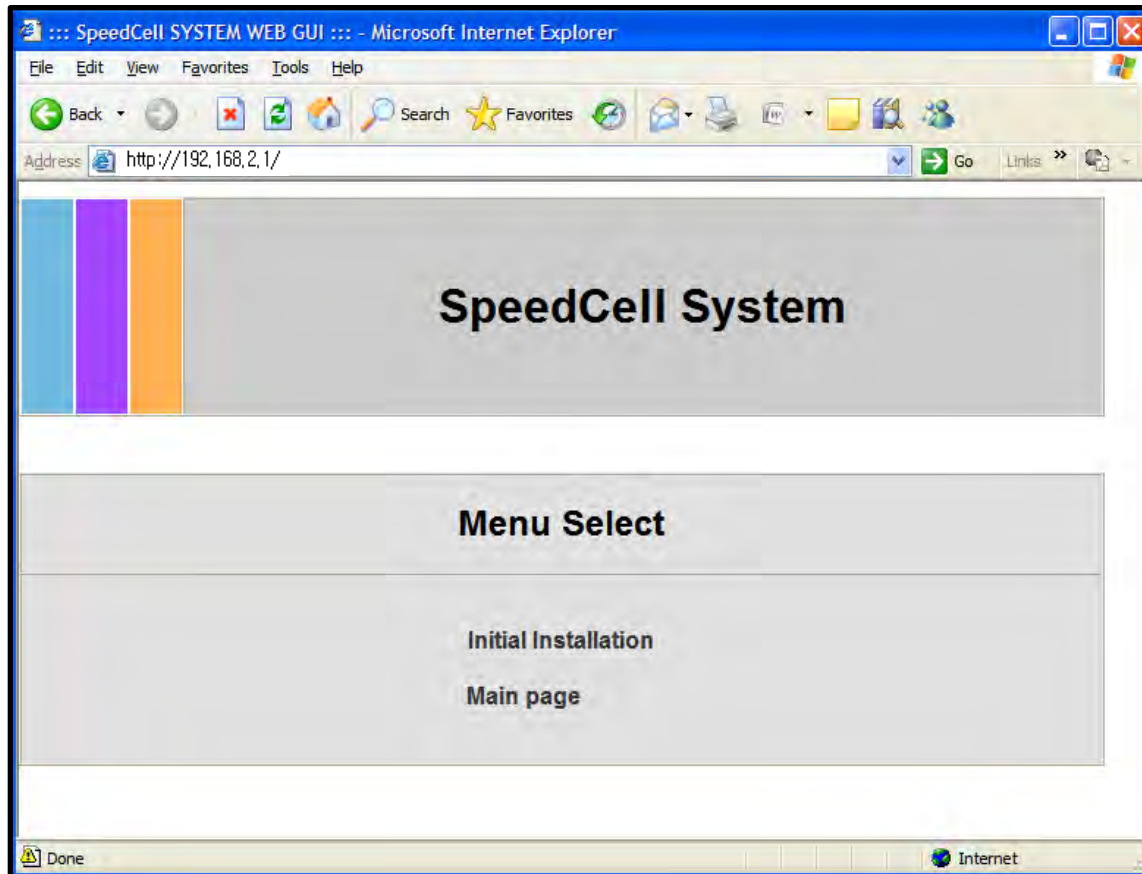 ::: SpeedCell SYSTEM WEB GUI ::: - Microsoft Internet Explorer
File Edit View Favorites Tools Help
Back Search Favorites
Address http://192,168,2,1/ Go Links »
SpeedCell System
Menu Select
Initial Installation
Main page
Done Internet